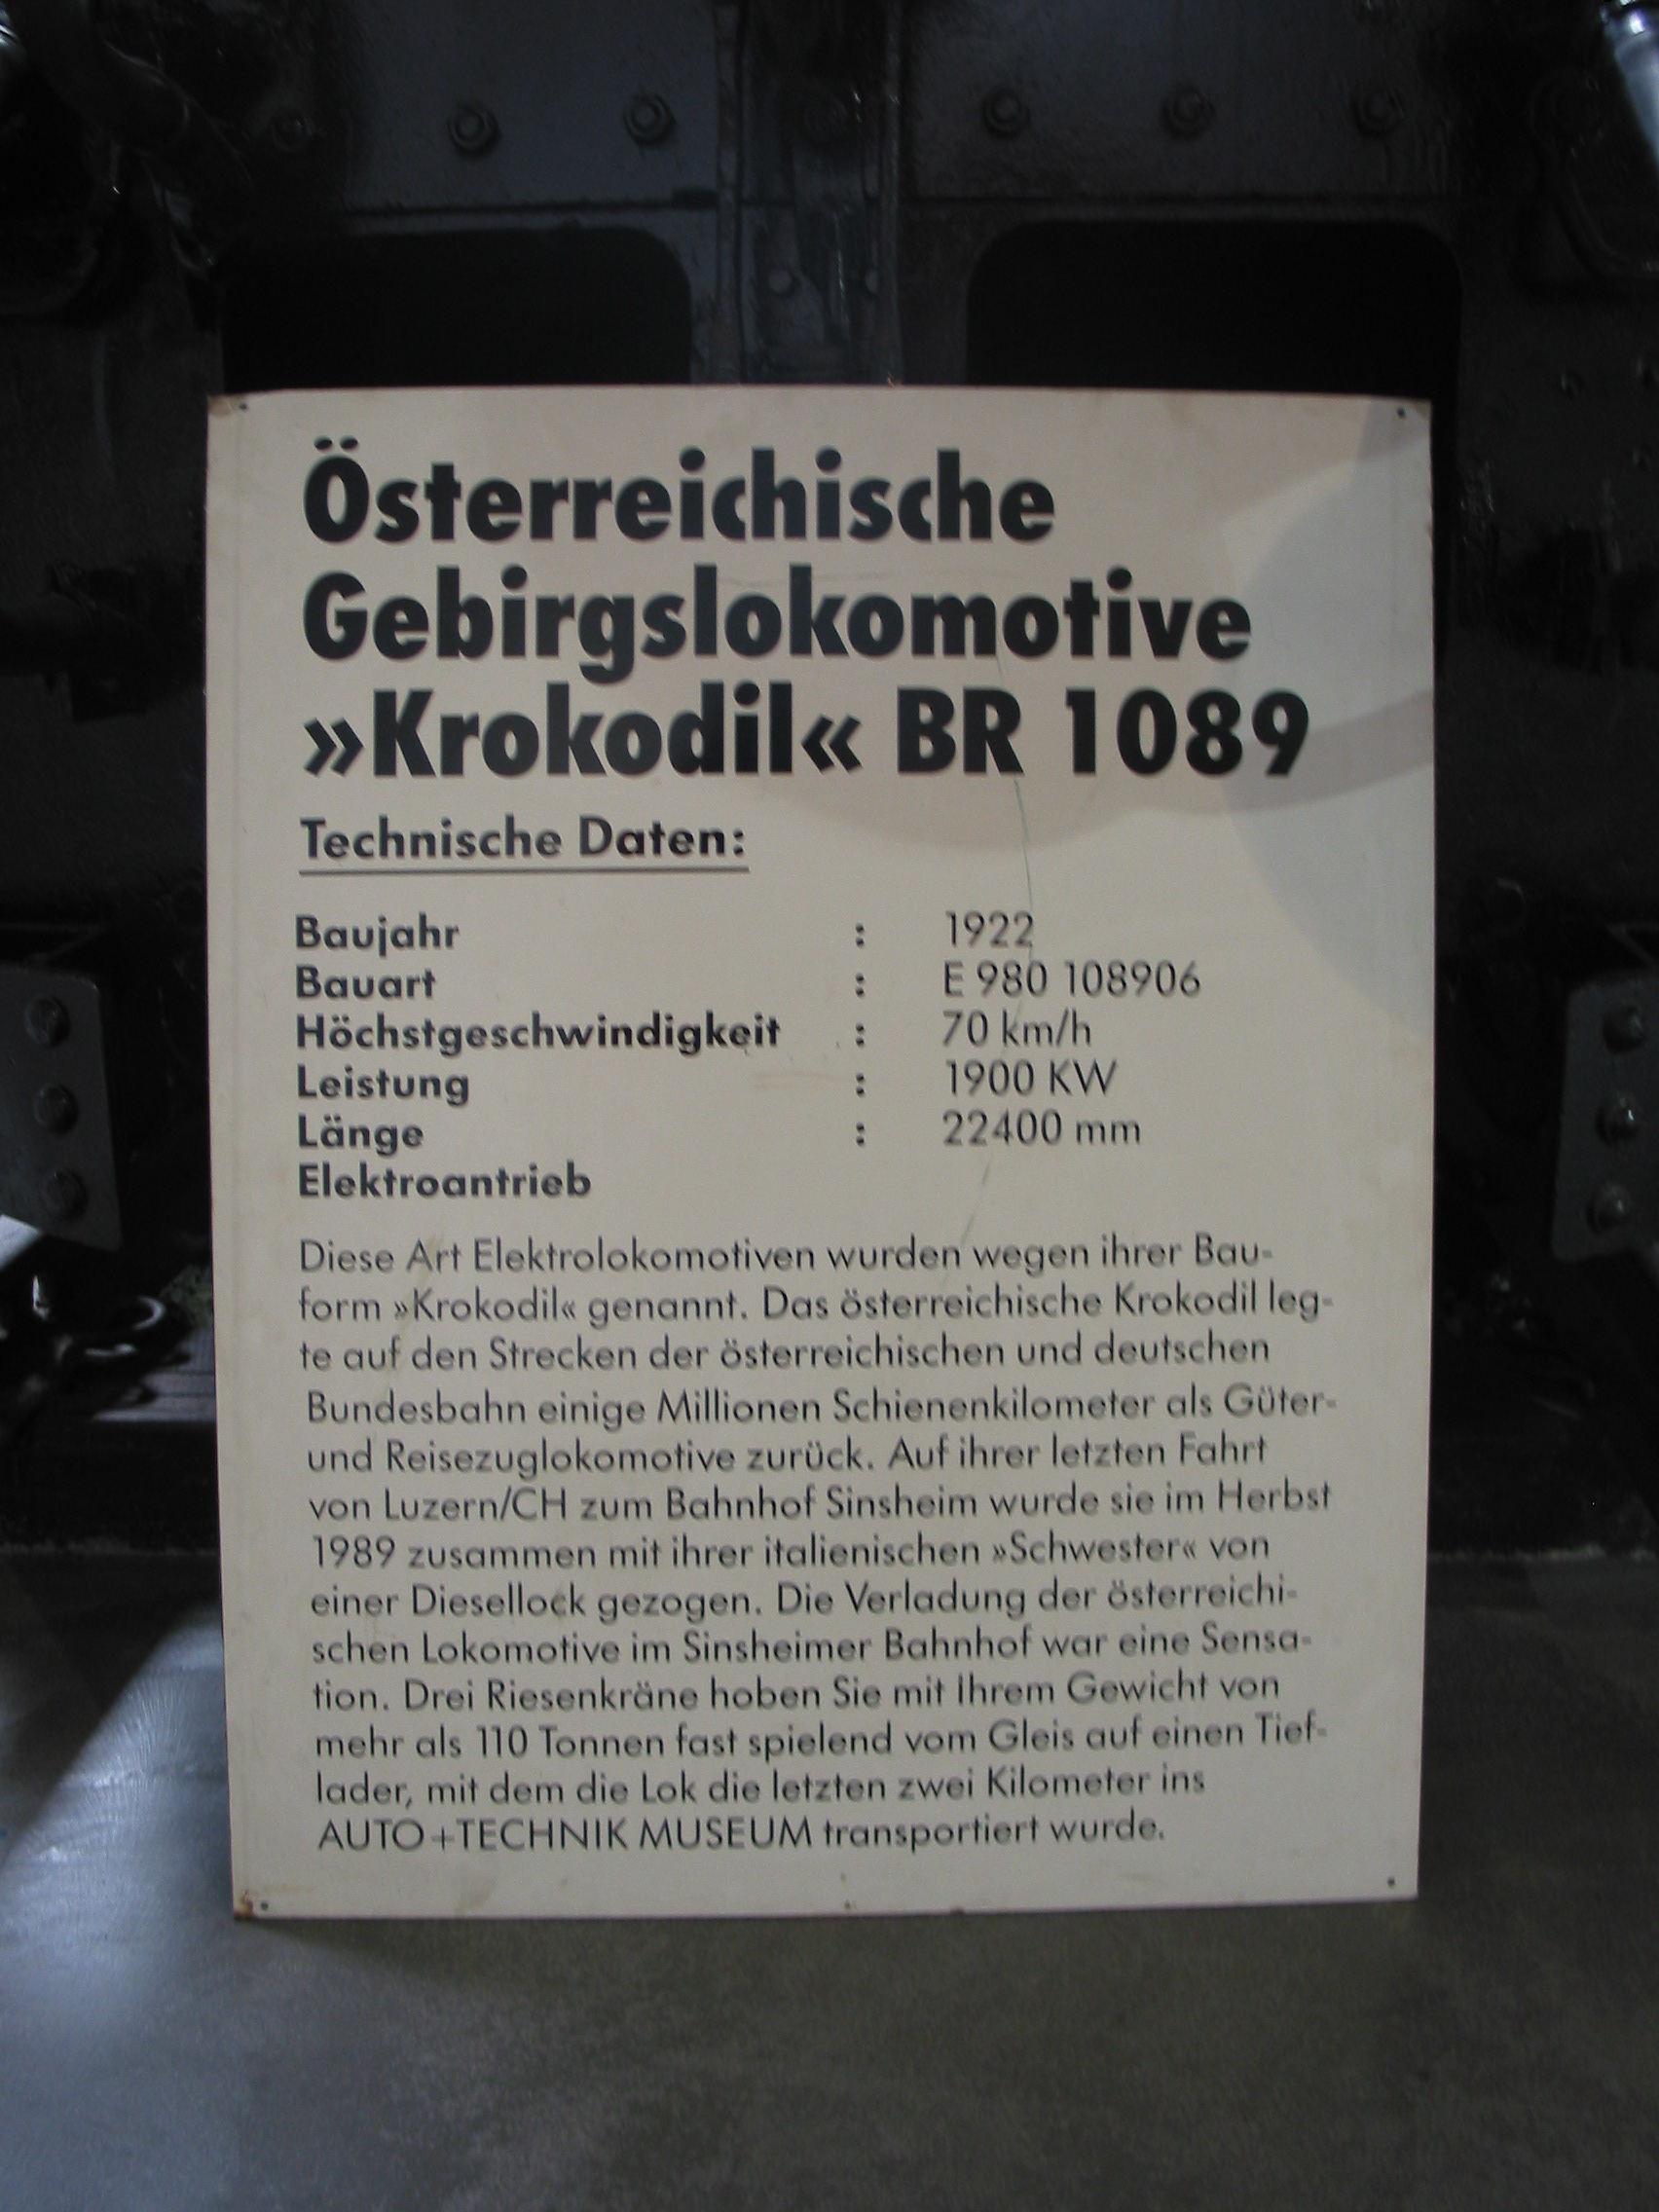 Österreichische
Gebirgslokomotive
»Krokodil« BR 1089
Technische Daten:
Baujahr : 1922
Bauart : E 980 108906
Höchstgeschwindigkeit : 70 km/h
Leistung : 1900 KW
Länge : 22400 mm
Elektroantrieb
Diese Art Elektrolokomotiven wurden wegen ihrer Bau-
form »Krokodil« genannt. Das österreichische Krokodil leg-
te auf den Strecken der österreichischen und deutschen
Bundesbahn einige Millionen Schienenkilometer als Güter-
und Reisezuglokomotive zurück. Auf ihrer letzten Fahrt
von Luzern/CH zum Bahnhof Sinsheim wurde sie im Herbst
1989 zusammen mit ihrer italienischen »Schwester« von
einer Diesellock gezogen. Die Verladung der österreichi-
schen Lokomotive im Sinsheimer Bahnhof war eine Sensa-
tion. Drei Riesenkräne hoben Sie mit Ihrem Gewicht von
mehr als 110 Tonnen fast spielend vom Gleis auf einen Tief-
lader, mit dem die Lok die letzten zwei Kilometer ins
AUTO+TECHNIK MUSEUM transportiert wurde.